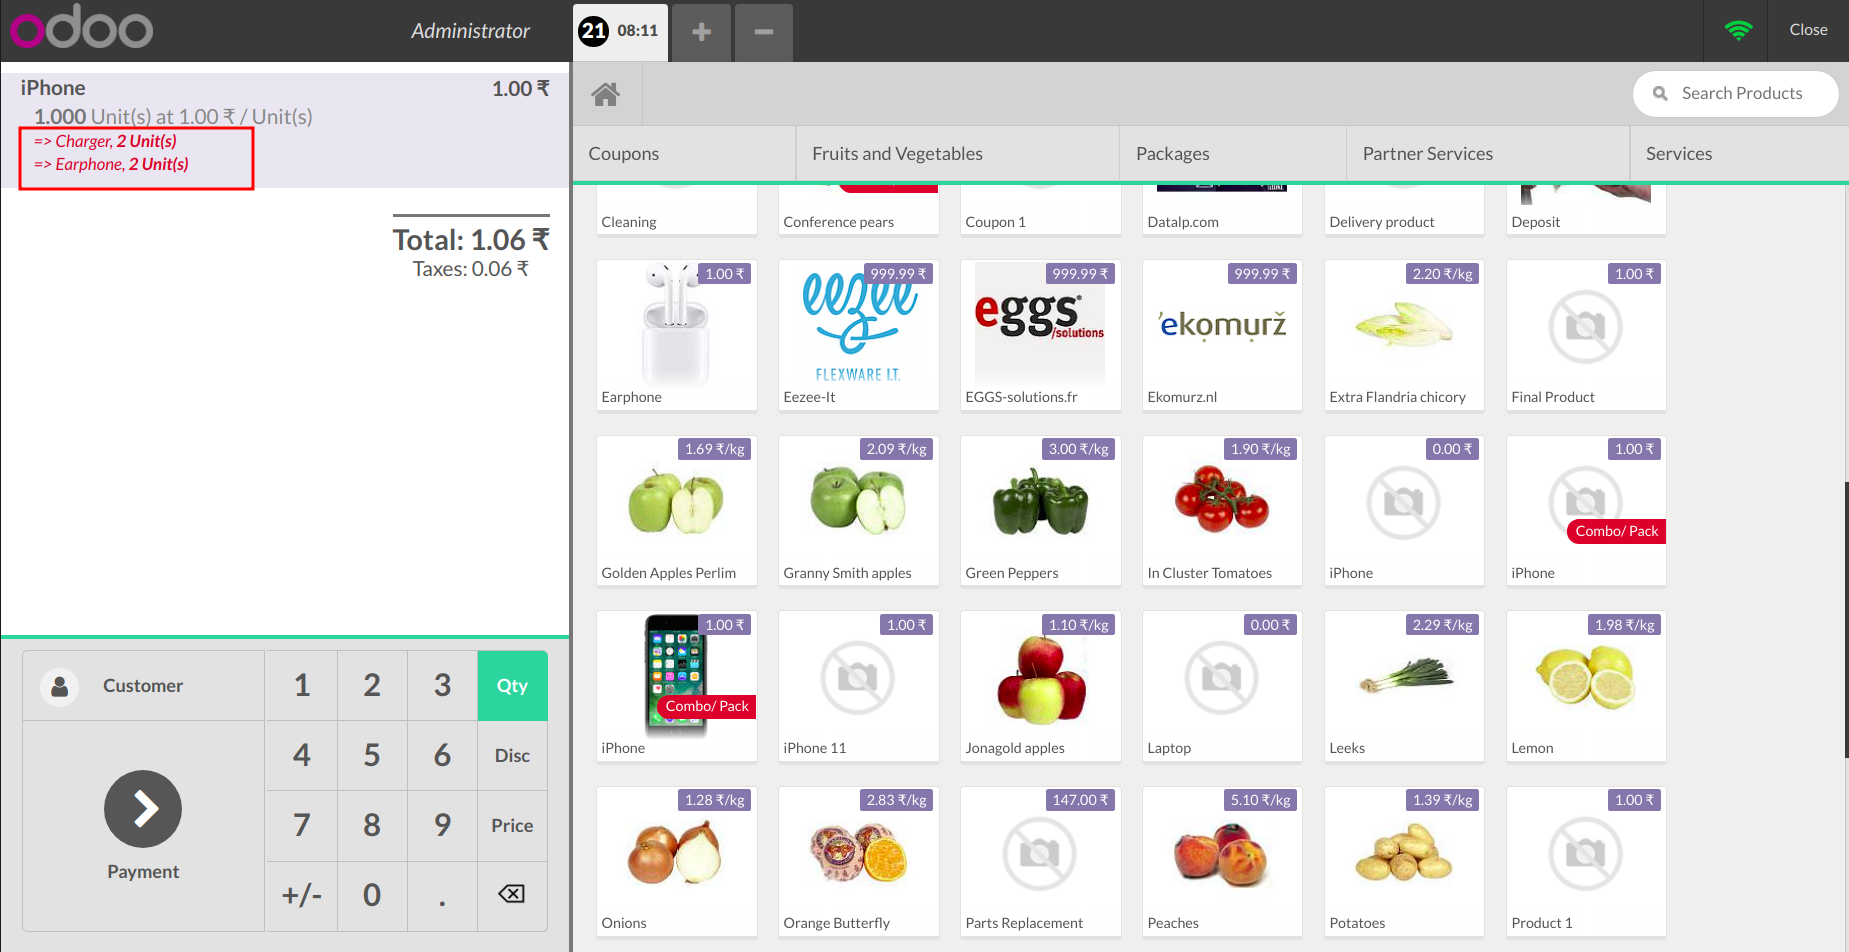 odoo
Administrator
21 08:11
Close
iPhone 1.00 ₹
1.000 Unit(s) at 1.00 ₹ / Unit(s)
=> Charger, 2 Unit(s)
=> Earphone, 2 Unit(s)
Total: 1.06 ₹
Taxes: 0.06 ₹
Customer
Payment
1 2 3 Qty
4 5 6 Disc
7 8 9 Price
+/- 0 .
Search Products
Coupons Fruits and Vegetables Packages Partner Services Services
Cleaning Conference pears Coupon 1 Datalp.com Delivery product Deposit
1.00 ₹ 999.99 ₹ 999.99 ₹ 999.99 ₹ 2.20 ₹/kg 1.00 ₹
eezee
FLEXWARE I.T.
eggs
/solutions
'ekomurž
Earphone Eezee-It EGGS-solutions.fr Ekomurz.nl Extra Flandria chicory Final Product
1.69 ₹/kg 2.09 ₹/kg 3.00 ₹/kg 1.90 ₹/kg 0.00 ₹ 1.00 ₹
Combo/ Pack
Golden Apples Perlim Granny Smith apples Green Peppers In Cluster Tomatoes iPhone iPhone
1.00 ₹ 1.00 ₹ 1.10 ₹/kg 0.00 ₹ 2.29 ₹/kg 1.98 ₹/kg
Combo/ Pack
iPhone iPhone 11 Jonagold apples Laptop Leeks Lemon
1.28 ₹/kg 2.83 ₹/kg 147.00 ₹ 5.10 ₹/kg 1.39 ₹/kg 1.00 ₹
Onions Orange Butterfly Parts Replacement Peaches Potatoes Product 1